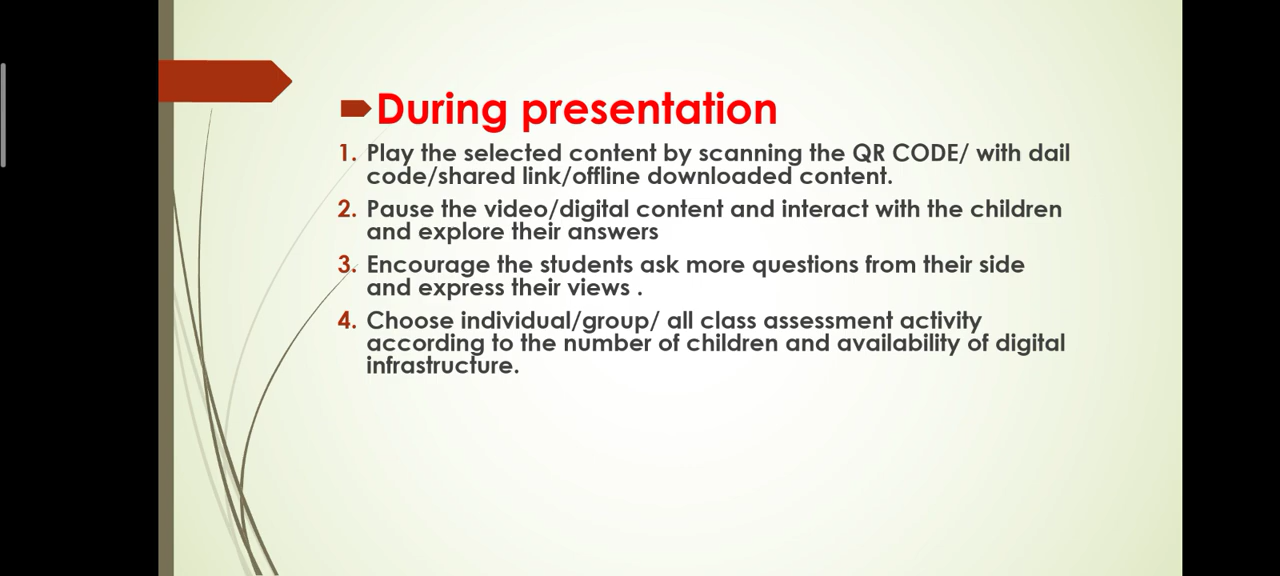 During presentation
1. Play the selected content by scanning the QR CODE/ with dail
code/shared link/offline downloaded content.
2. Pause the video/digital content and interact with the children
and explore their answers
3. Encourage the students ask more questions from their side
and express their views .
4. Choose individual/group/ all class assessment activity
according to the number of children and availability of digital
infrastructure.